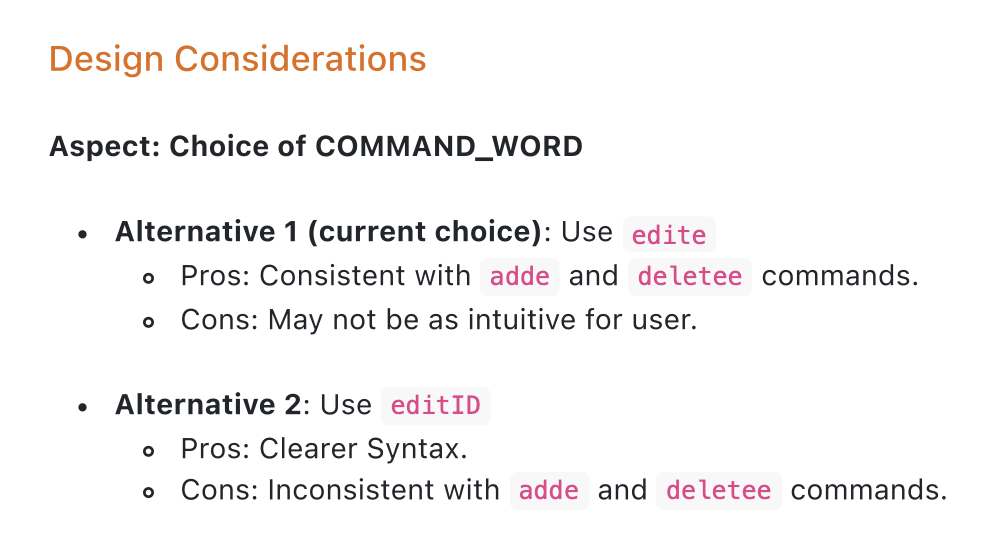 Design Considerations
Aspect: Choice of COMMAND_WORD
• Alternative 1 (current choice): Use edite
◦ Pros: Consistent with adde and deletee commands.
◦ Cons: May not be as intuitive for user.
• Alternative 2: Use editID
◦ Pros: Clearer Syntax.
◦ Cons: Inconsistent with adde and deletee commands.